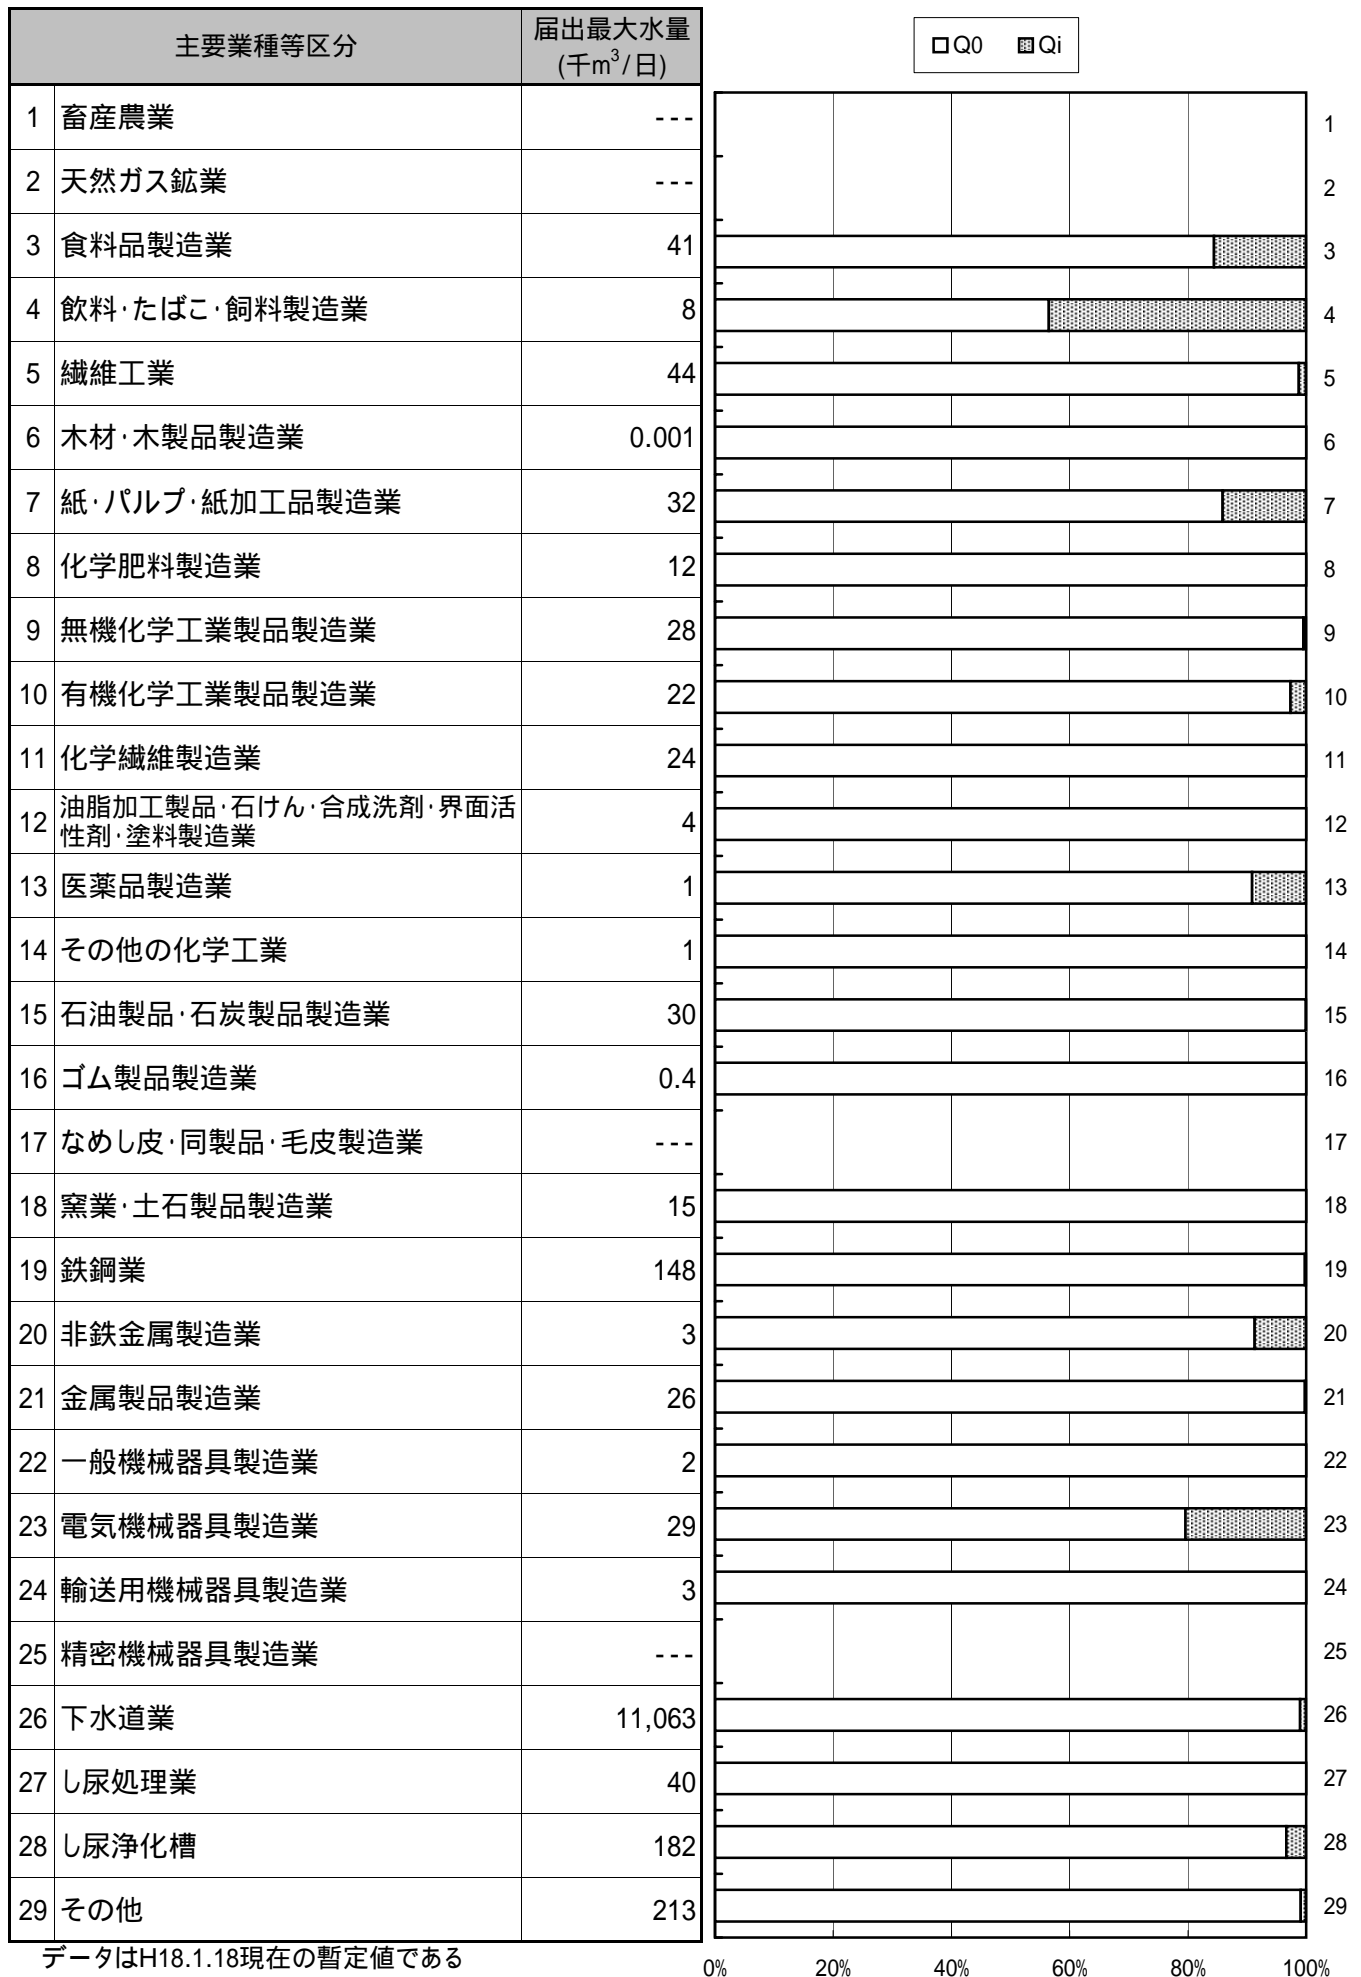 主要業種等区分 届出最大水量
(千m³/日)
□Q0 Qi
1 畜産農業 --- 1
2 天然ガス鉱業 --- 2
3 食料品製造業 41 3
4 飲料・たばこ・飼料製造業 8 4
5 繊維工業 44 5
6 木材・木製品製造業 0.001 6
7 紙・パルプ・紙加工品製造業 32 7
8 化学肥料製造業 12 8
9 無機化学工業製品製造業 28 9
10 有機化学工業製品製造業 22 10
11 化学繊維製造業 24 11
12 油脂加工製品・石けん・合成洗剤・界面活
性剤・塗料製造業 4 12
13 医薬品製造業 1 13
14 その他の化学工業 1 14
15 石油製品・石炭製品製造業 30 15
16 ゴム製品製造業 0.4 16
17 なめし皮・同製品・毛皮製造業 --- 17
18 窯業・土石製品製造業 15 18
19 鉄鋼業 148 19
20 非鉄金属製造業 3 20
21 金属製品製造業 26 21
22 一般機械器具製造業 2 22
23 電気機械器具製造業 29 23
24 輸送用機械器具製造業 3 24
25 精密機械器具製造業 --- 25
26 下水道業 11,063 26
27 し尿処理業 40 27
28 し尿浄化槽 182 28
29 その他 213 29
データはH18.1.18現在の暫定値である
0% 20% 40% 60% 80% 100%